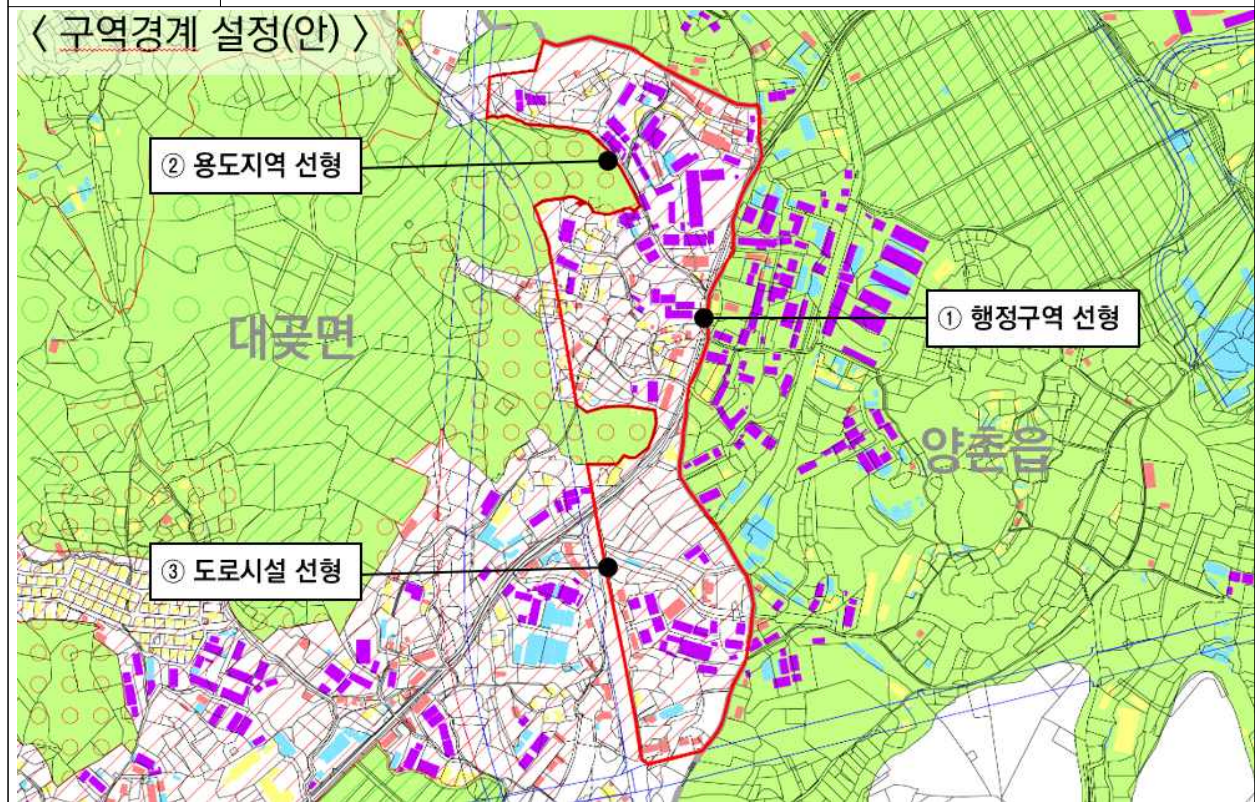 〈 구역경계 설정(안) 〉
② 용도지역 선형
① 행정구역 선형
대곶면
양촌읍
③ 도로시설 선형